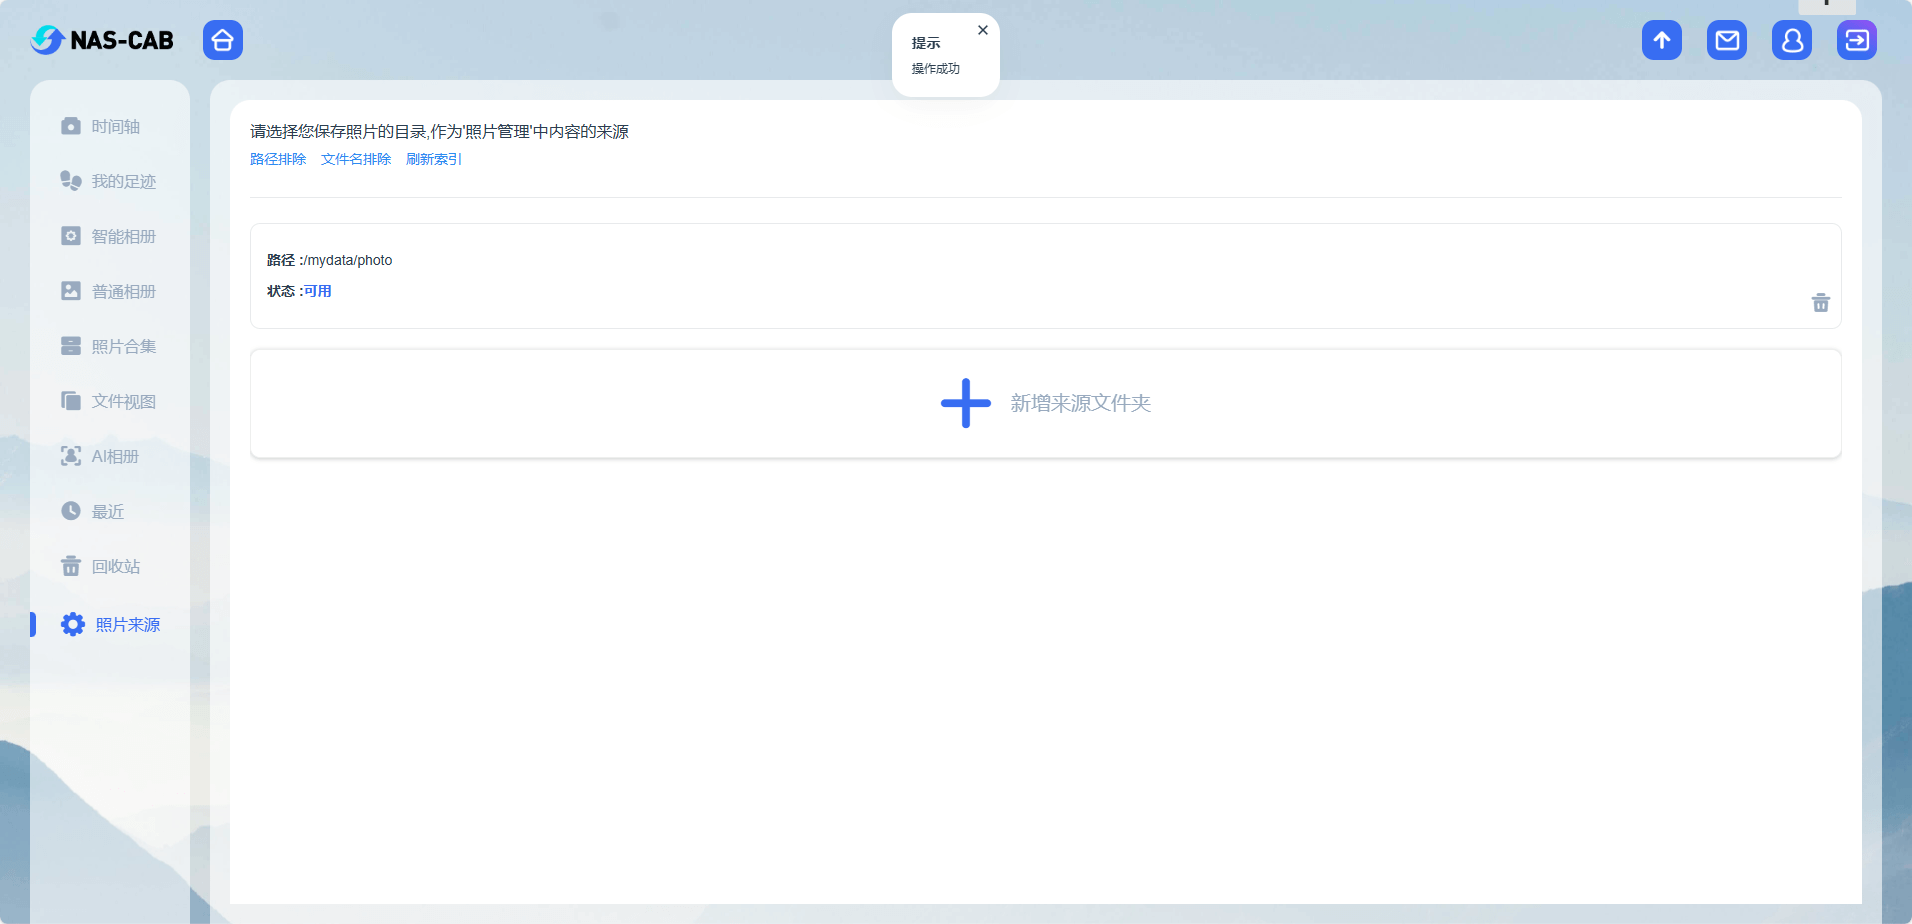 NAS-CAB
提示
操作成功
时间轴
我的足迹
智能相册
普通相册
照片合集
文件视图
AI相册
最近
回收站
照片来源
请选择您保存照片的目录,作为'照片管理'中内容的来源
路径排除 文件名排除 刷新索引
路径 :/mydata/photo
状态 :可用
新增来源文件夹